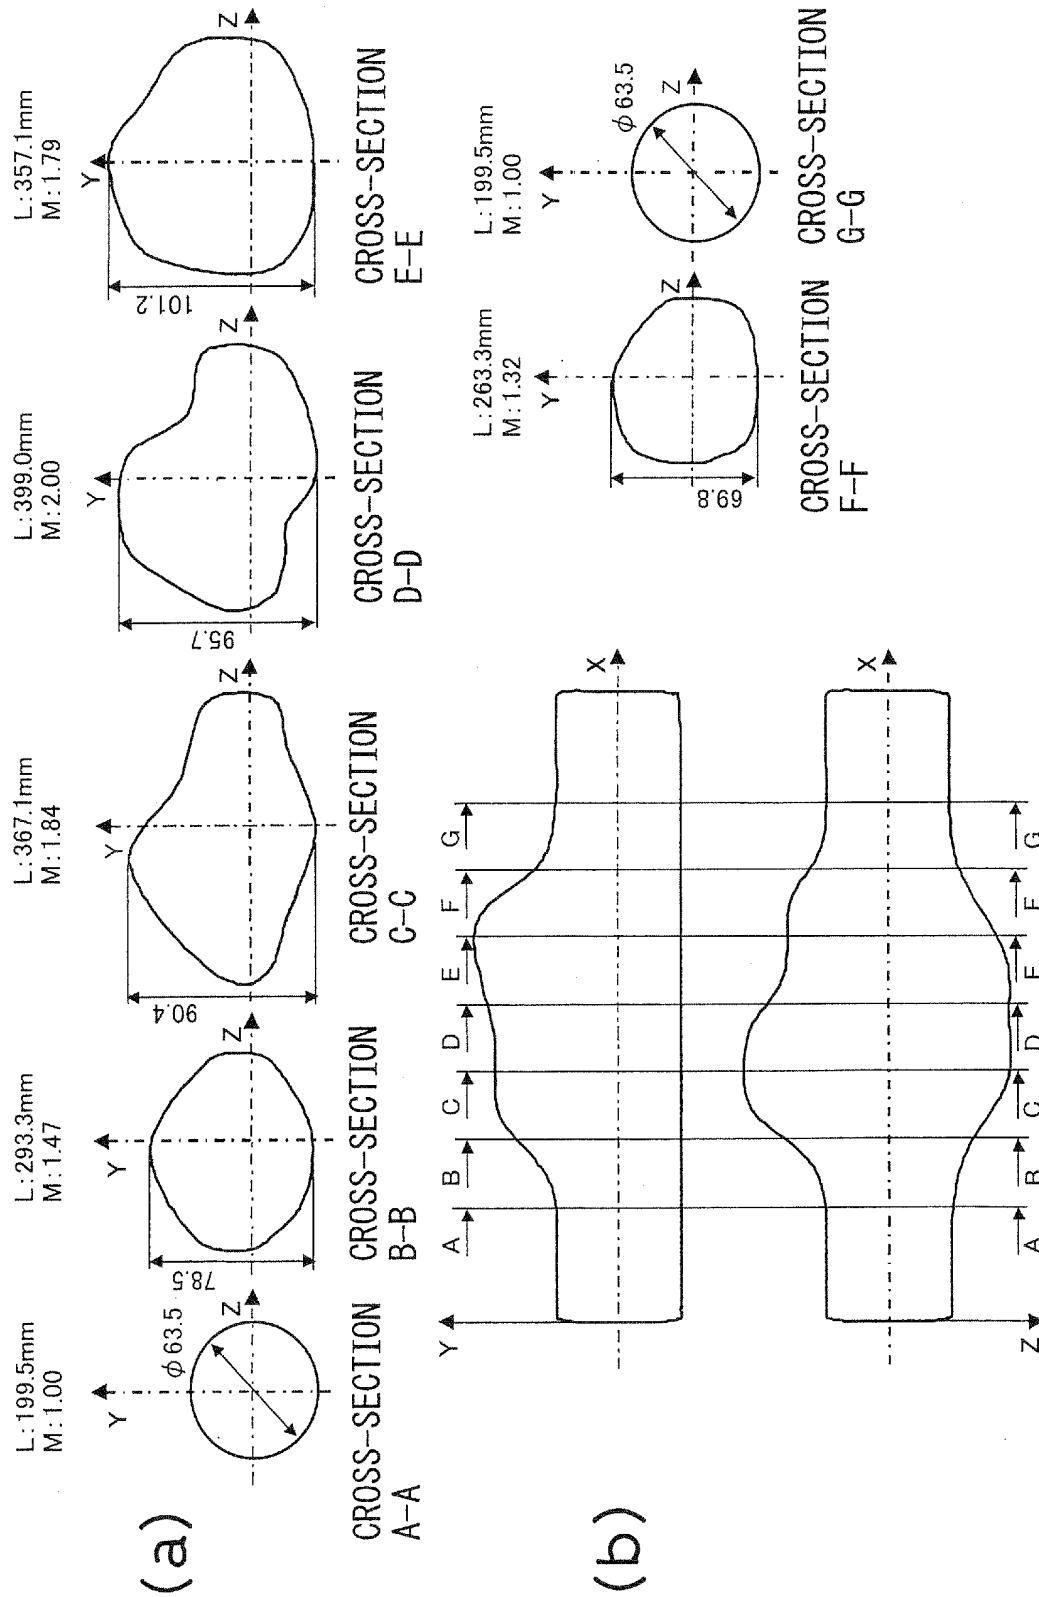 (a)
L:199.5mm
M:1.00
Y
Z
φ63.5
CROSS-SECTION
A-A
L:293.3mm
M:1.47
Y
Z
78.5
CROSS-SECTION
B-B
L:367.1mm
M:1.84
Y
Z
90.4
CROSS-SECTION
C-C
L:399.0mm
M:2.00
Y
Z
95.7
CROSS-SECTION
D-D
L:357.1mm
M:1.79
Y
Z
101.2
CROSS-SECTION
E-E
L:263.3mm
M:1.32
Y
Z
69.8
CROSS-SECTION
F-F
L:199.5mm
M:1.00
Y
Z
φ63.5
CROSS-SECTION
G-G
(b)
Y
A B C D E F G
X
X
Z
A B C D E F G